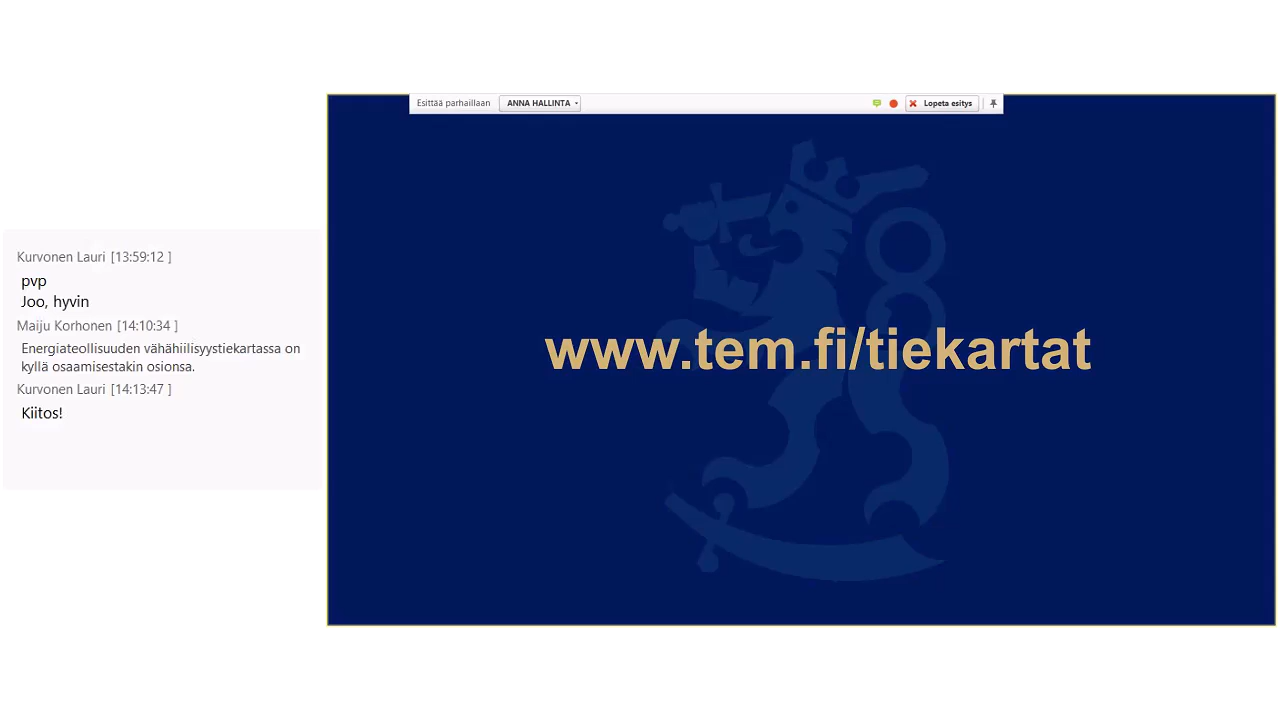 Esittää parhaillaan ANNA HALLINTA Lopeta esitys
Kurvonen Lauri [13:59:12 ]
pvp
Joo, hyvin
Maiju Korhonen [14:10:34 ]
Energiateollisuuden vähähiilisyystiekartassa on
kyllä osaamisestakin osionsa.
Kurvonen Lauri [14:13:47 ]
Kiitos!
www.tem.fi/tiekartat